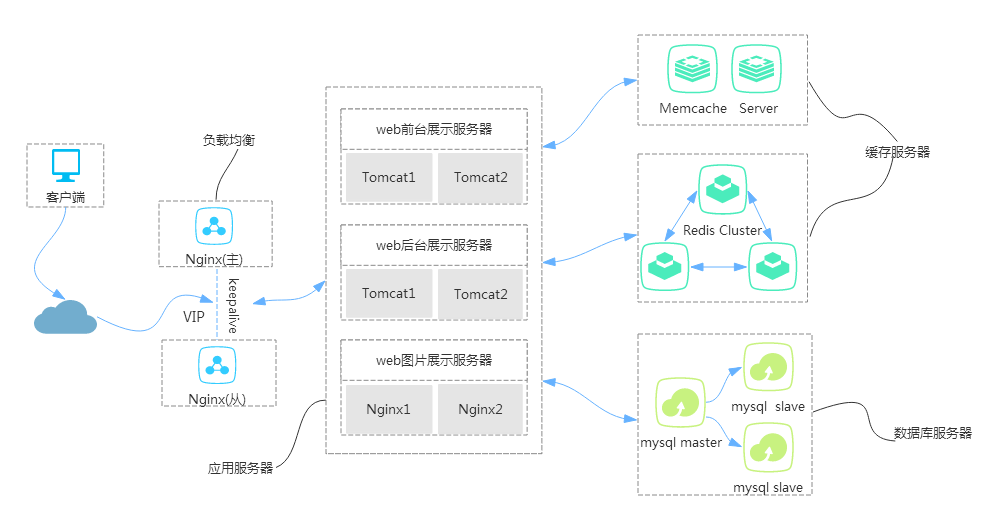 客户端
负载均衡
Nginx(主)
keepalive
VIP
Nginx(从)
web前台展示服务器
Tomcat1
Tomcat2
web后台展示服务器
Tomcat1
Tomcat2
web图片展示服务器
Nginx1
Nginx2
应用服务器
Memcache Server
缓存服务器
Redis Cluster
mysql slave
mysql master
mysql slave
数据库服务器